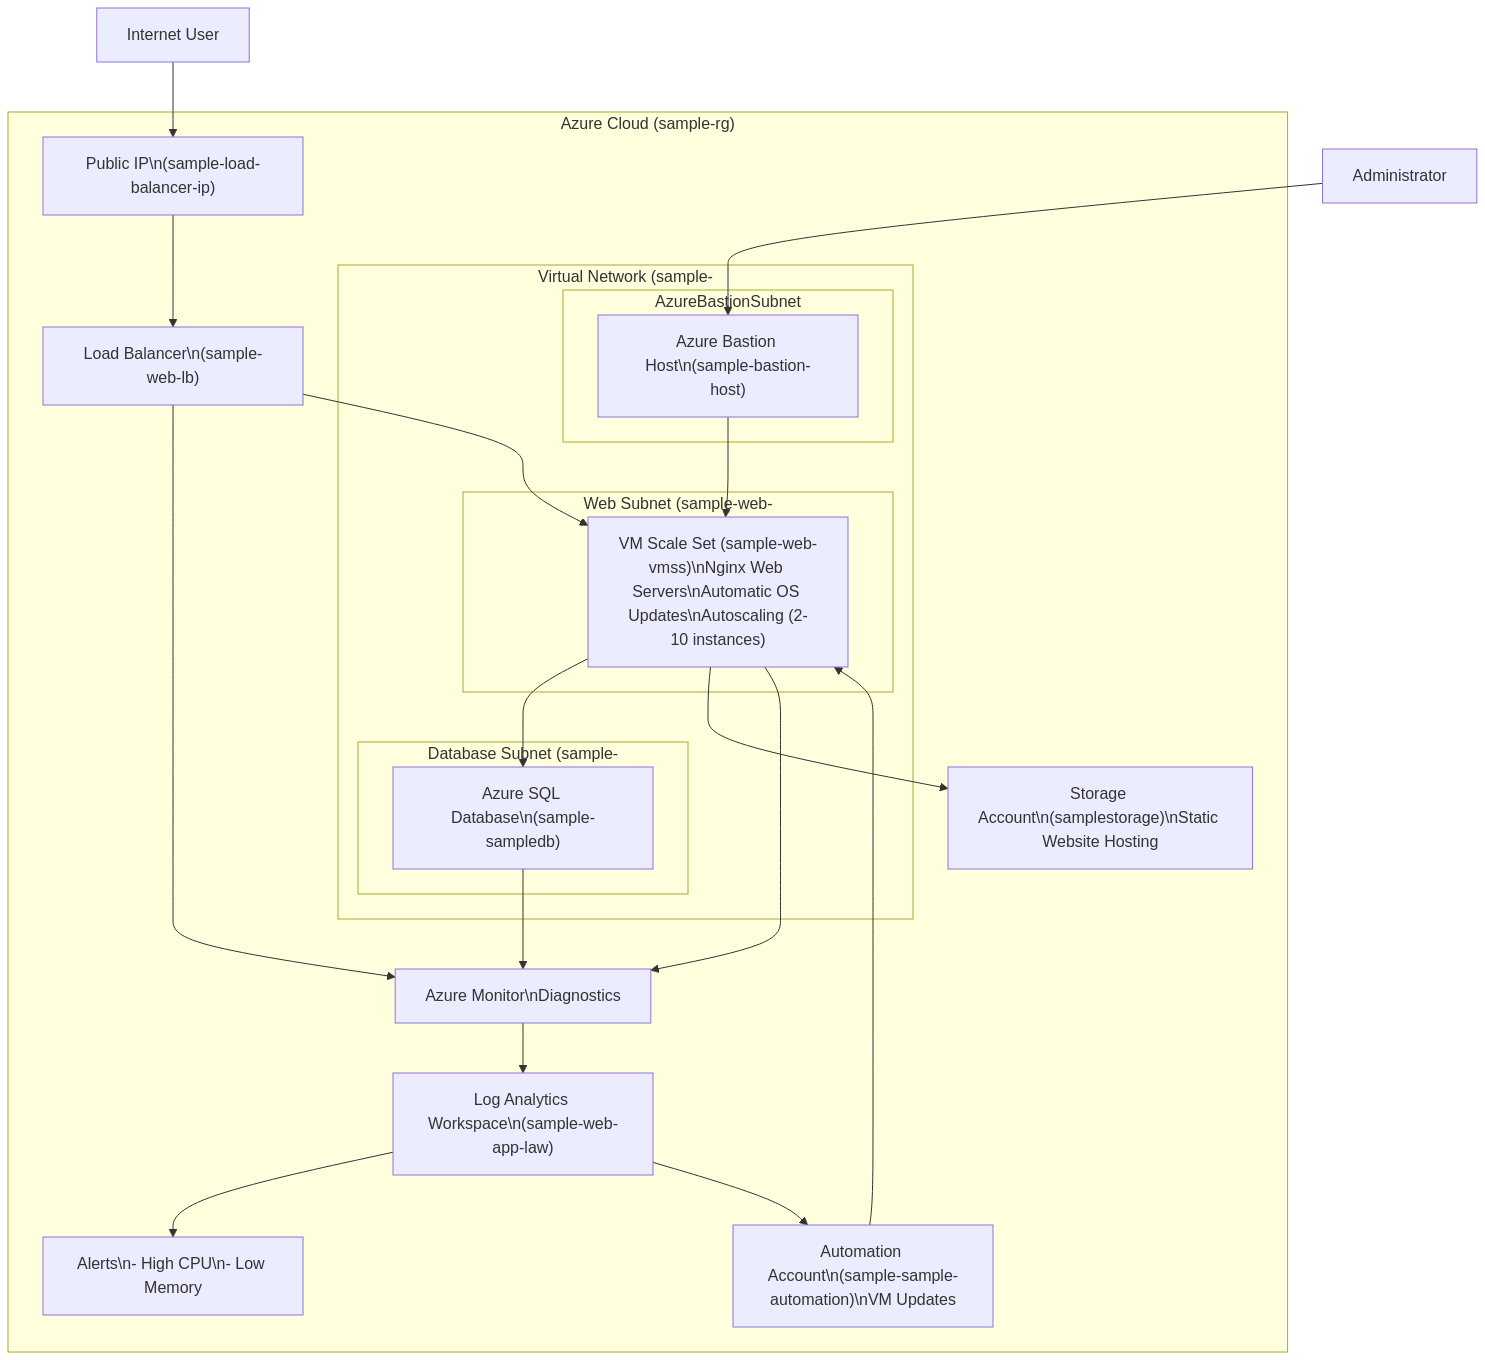 Internet User
Azure Cloud (sample-rg)
Public IP\n(sample-load-
balancer-ip)
Administrator
Virtual Network (sample-
AzureBastionSubnet
Load Balancer\n(sample-
web-lb)
Azure Bastion
Host\n(sample-bastion-
host)
Web Subnet (sample-web-
VM Scale Set (sample-web-
vmss)\nNginx Web
Servers\nAutomatic OS
Updates\nAutoscaling (2-
10 instances)
Database Subnet (sample-
Azure SQL
Database\n(sample-
sampledb)
Storage
Account\n(samplestorage)\nStatic
Website Hosting
Azure Monitor\nDiagnostics
Log Analytics
Workspace\n(sample-web-
app-law)
Alerts\n- High CPU\n- Low
Memory
Automation
Account\n(sample-sample-
automation)\nVM Updates